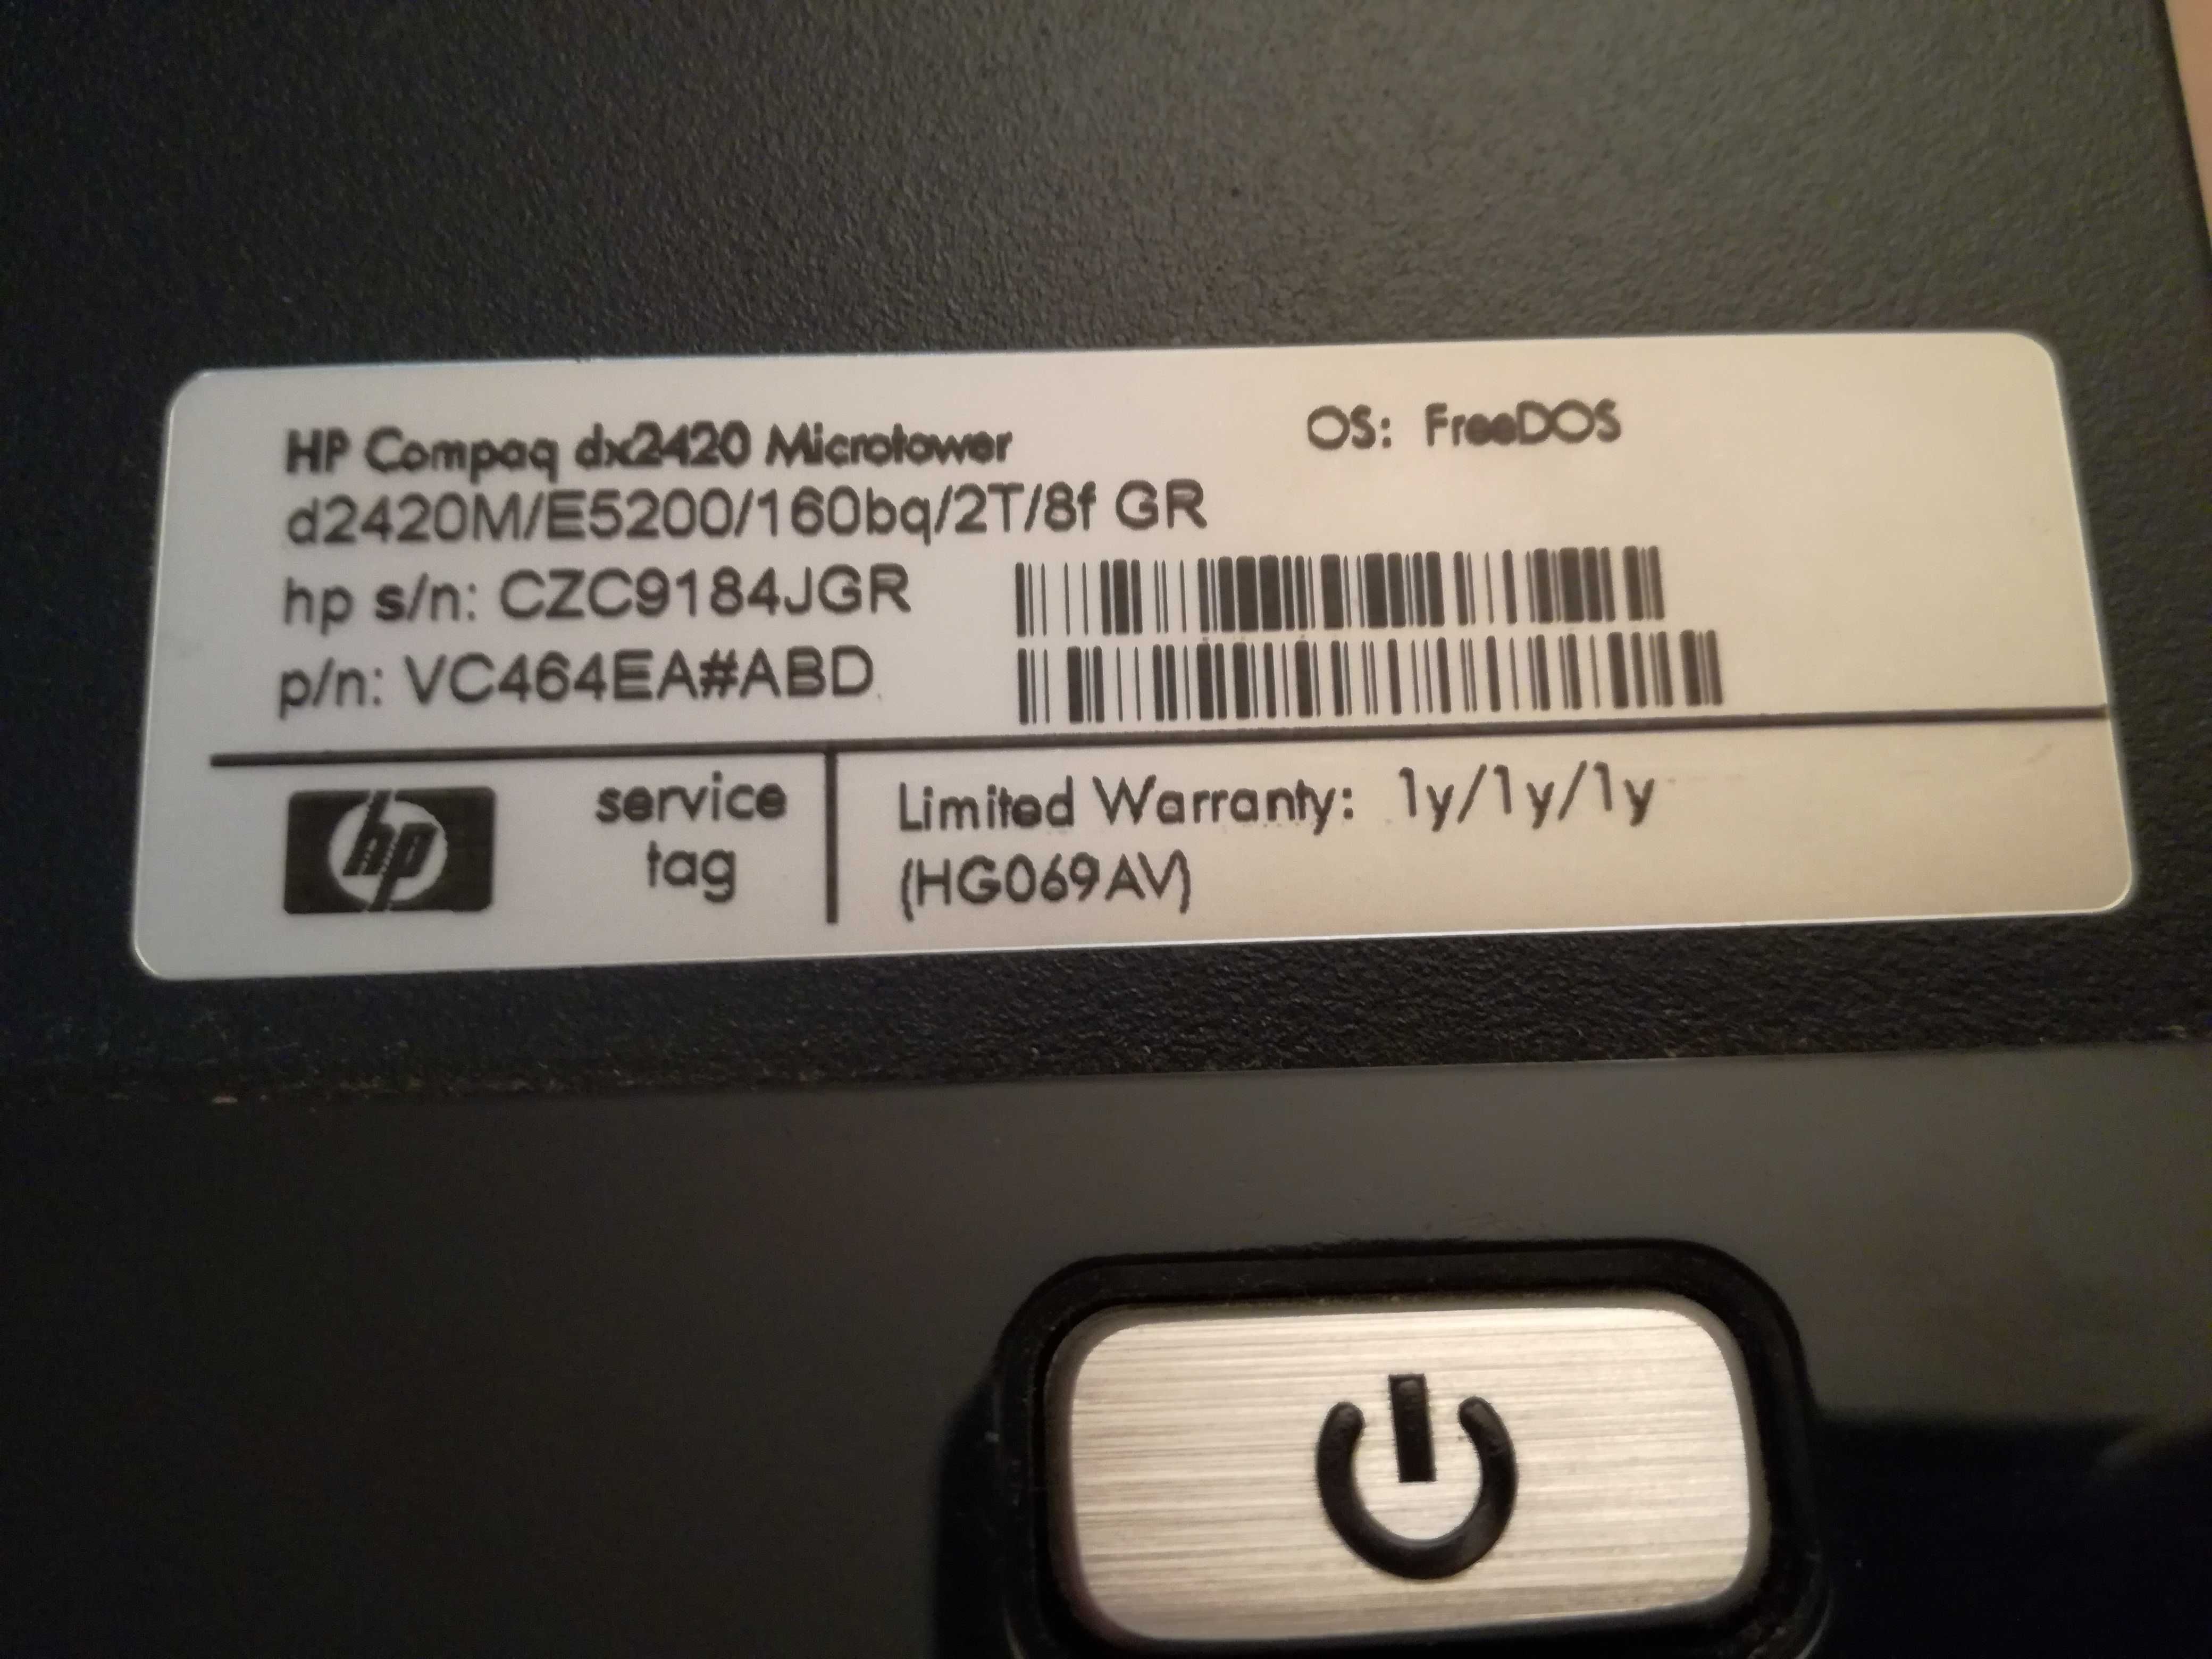 HP Compaq dx2420 Microtower OS: FreeDOS
d2420M/E5200/160bq/2T/8f GR
hp s/n: CZC9184JGR
p/n: VC464EA#ABD
hp service
tag
Limited Warranty: 1y/1y/1y
(HG069AV)